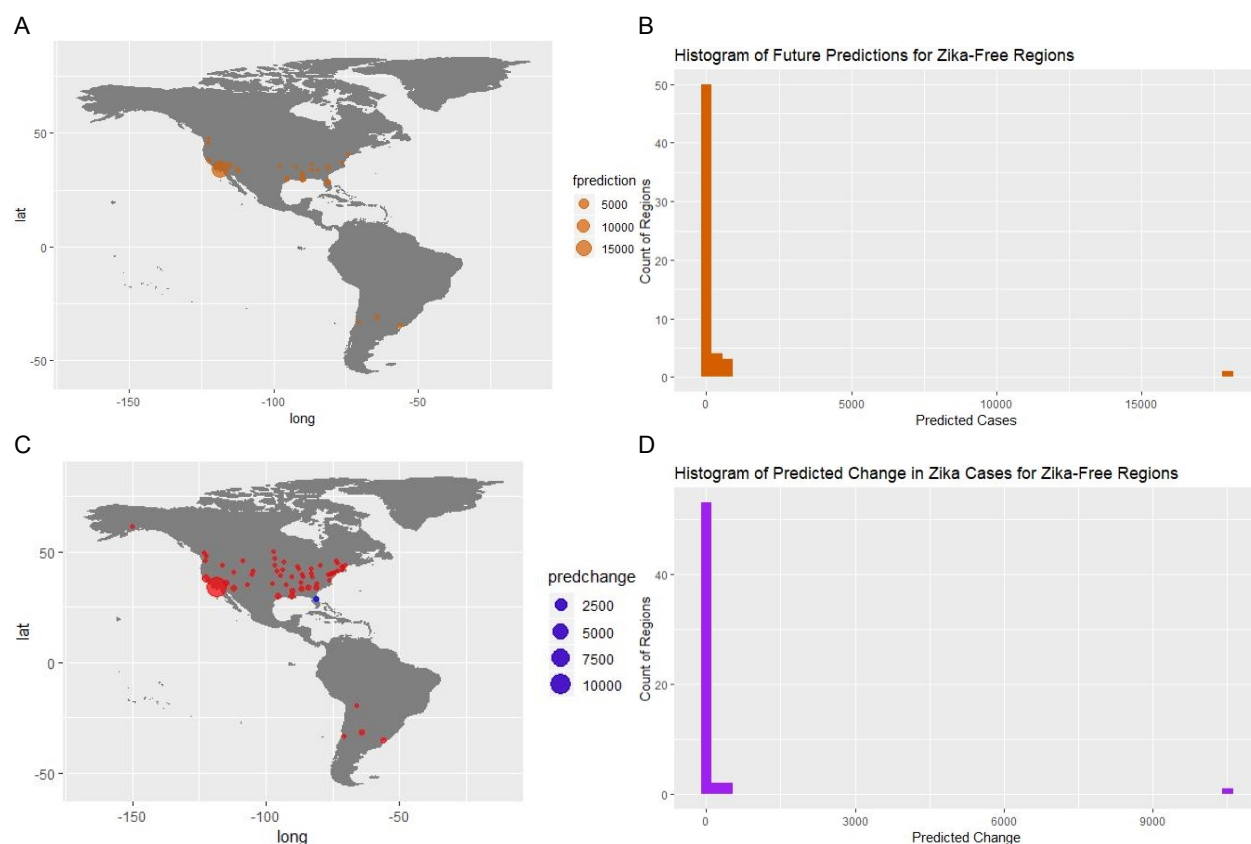 A
50
0
-50
lat
-150
-100
-50
long
fprediction
5000
10000
15000
B
Histogram of Future Predictions for Zika-Free Regions
50
40
30
20
10
0
Count of Regions
0
5000
10000
15000
Predicted Cases
C
50
0
-50
lat
-150
-100
-50
long
predchange
2500
5000
7500
10000
D
Histogram of Predicted Change in Zika Cases for Zika-Free Regions
40
20
0
Count of Regions
0
3000
6000
9000
Predicted Change